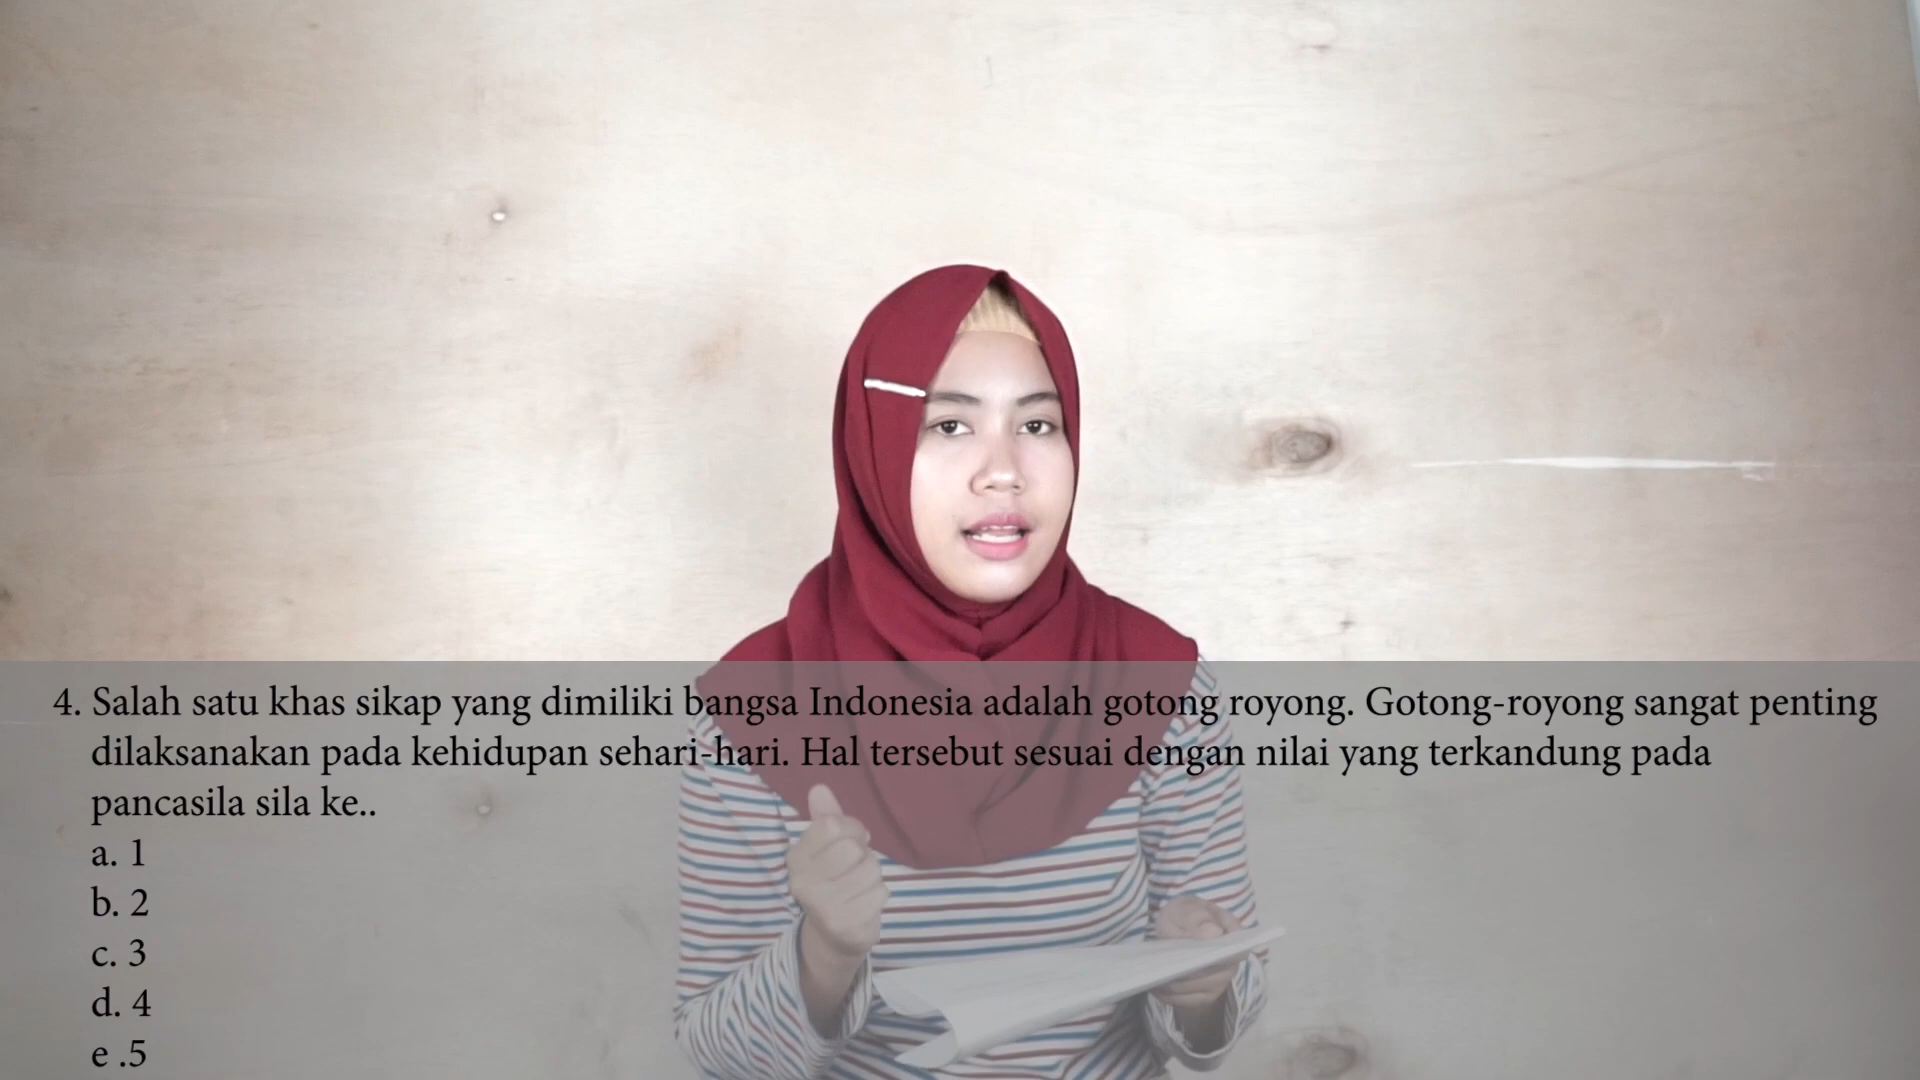 4. Salah satu khas sikap yang dimiliki bangsa Indonesia adalah gotong royong. Gotong-royong sangat penting
dilaksanakan pada kehidupan sehari-hari. Hal tersebut sesuai dengan nilai yang terkandung pada
pancasila sila ke..
a. 1
b. 2
c. 3
d. 4
e .5